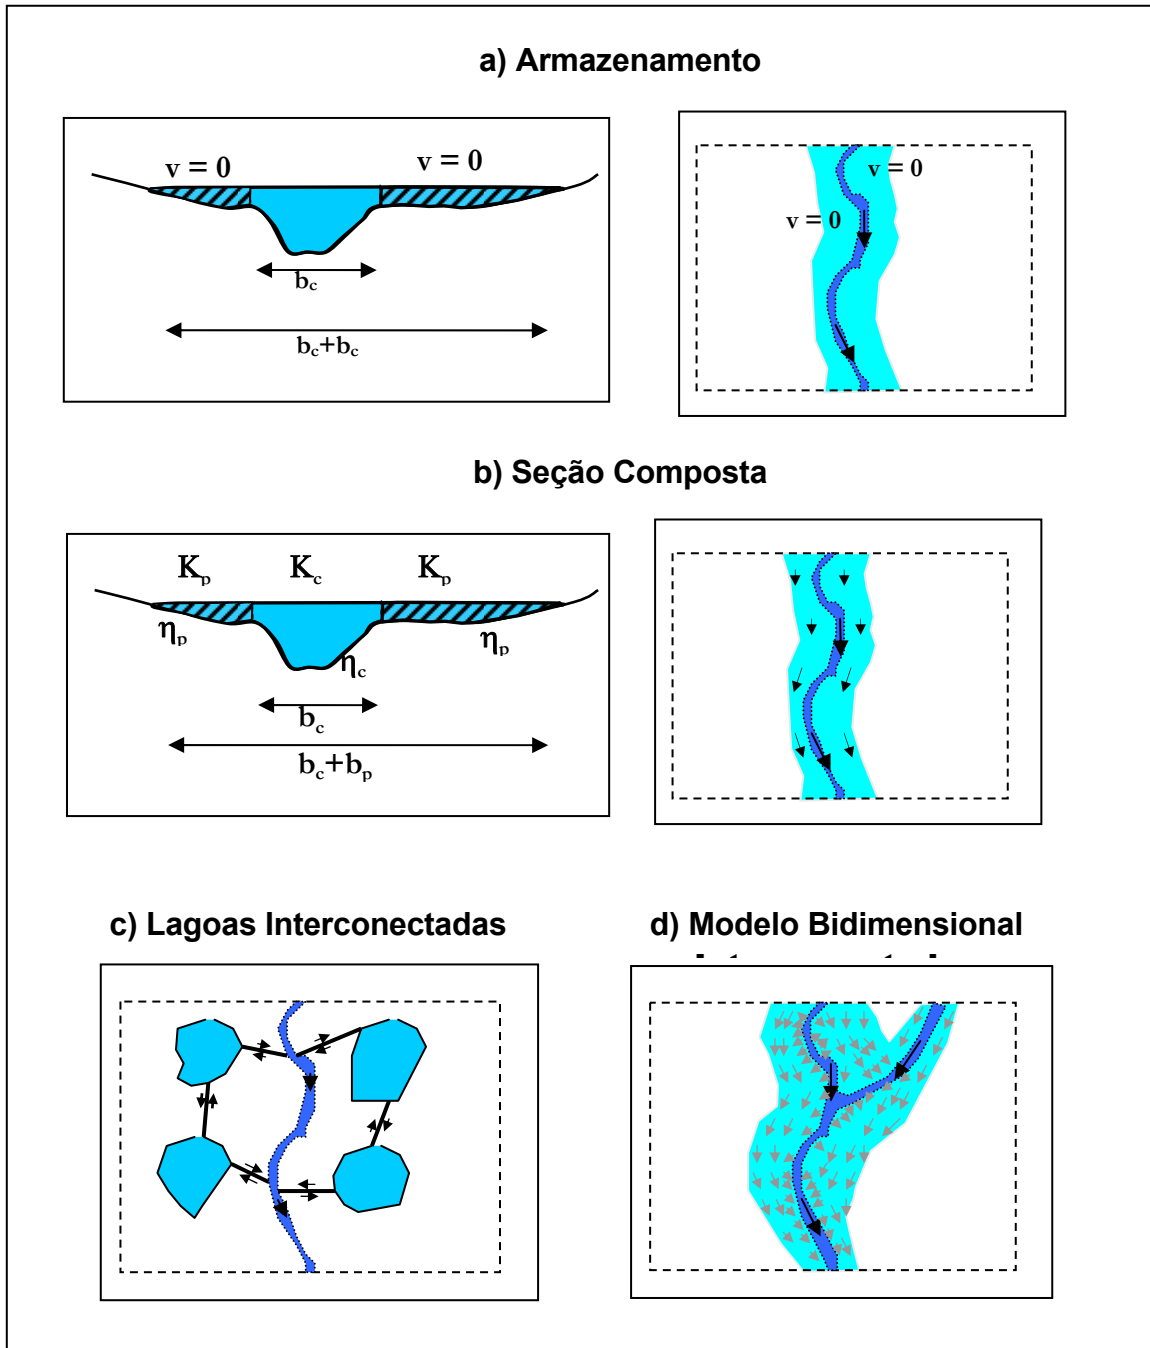 a) Armazenamento
v = 0
v = 0
b_c
b_c+b_c
v = 0
v = 0
b) Seção Composta
K_p
K_c
K_p
η_p
η_c
η_p
b_c
b_c+b_p
c) Lagoas Interconectadas
d) Modelo Bidimensional